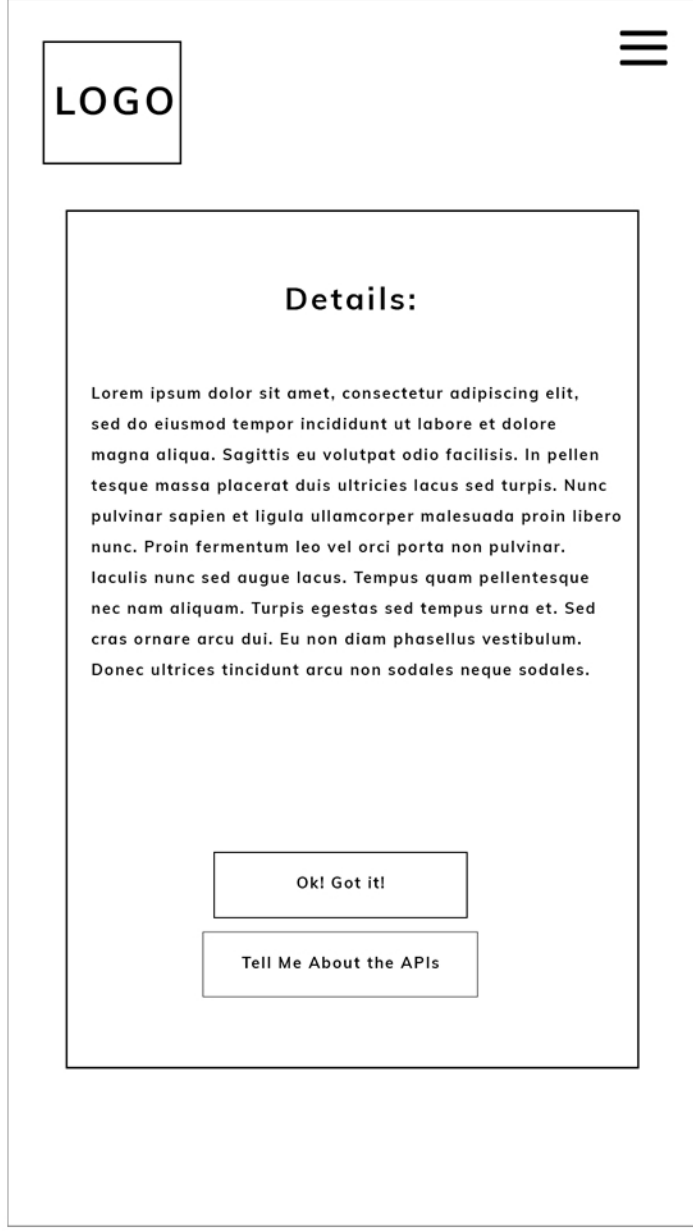 LOGO
Details:
Lorem ipsum dolor sit amet, consectetur adipiscing elit,
sed do eiusmod tempor incididunt ut labore et dolore
magna aliqua. Sagittis eu volutpat odio facilisis. In pellen
tesque massa placerat duis ultricies lacus sed turpis. Nunc
pulvinar sapien et ligula ullamcorper malesuada proin libero
nunc. Proin fermentum leo vel orci porta non pulvinar.
Iaculis nunc sed augue lacus. Tempus quam pellentesque
nec nam aliquam. Turpis egestas sed tempus urna et. Sed
cras ornare arcu dui. Eu non diam phasellus vestibulum.
Donec ultrices tincidunt arcu non sodales neque sodales.
Ok! Got it!
Tell Me About the APIs